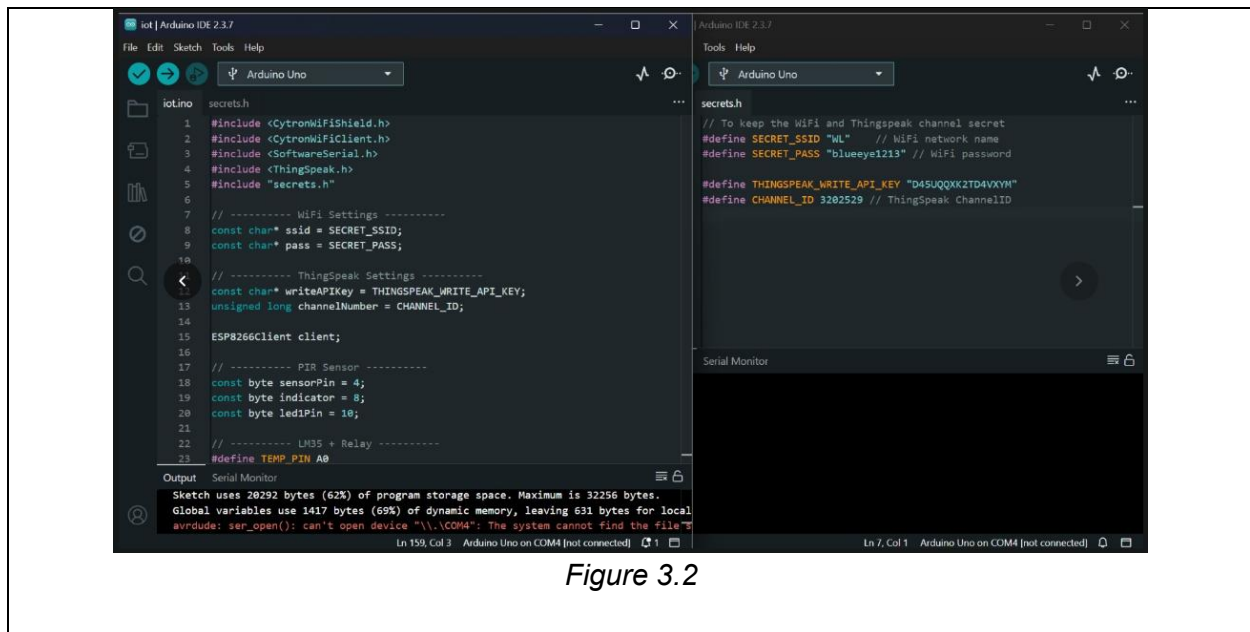 iot | Arduino IDE 2.3.7
File Edit Sketch Tools Help
Arduino Uno
iot.ino secrets.h
1 #include <CytronWiFiShield.h>
2 #include <CytronWiFiClient.h>
3 #include <SoftwareSerial.h>
4 #include <ThingSpeak.h>
5 #include "secrets.h"
6
7 // ---------- WiFi Settings ----------
8 const char* ssid = SECRET_SSID;
9 const char* pass = SECRET_PASS;
10
// ---------- ThingSpeak Settings ----------
12 const char* writeAPIKey = THINGSPEAK_WRITE_API_KEY;
13 unsigned long channelNumber = CHANNEL_ID;
14
15 ESP8266Client client;
16
17 // ---------- PIR Sensor ----------
18 const byte sensorPin = 4;
19 const byte indicator = 8;
20 const byte led1Pin = 10;
21
22 // ---------- LM35 + Relay ----------
23 #define TEMP_PIN A0
Output Serial Monitor
Sketch uses 20292 bytes (62%) of program storage space. Maximum is 32256 bytes.
Global variables use 1417 bytes (69%) of dynamic memory, leaving 631 bytes for local
avrdude: ser_open(): can't open device "\\.\COM4": The system cannot find the file s
Ln 159, Col 3 Arduino Uno on COM4 [not connected] 1
| Arduino IDE 2.3.7
Tools Help
Arduino Uno
secrets.h
// To keep the WiFi and Thingspeak channel secret
#define SECRET_SSID "WL" // WiFi network name
#define SECRET_PASS "blueeye1213" // WiFi password
#define THINGSPEAK_WRITE_API_KEY "D45UQQXK2TD4VXYM"
#define CHANNEL_ID 3202529 // ThingSpeak ChannelID
Serial Monitor
Ln 7, Col 1 Arduino Uno on COM4 [not connected]
Figure 3.2